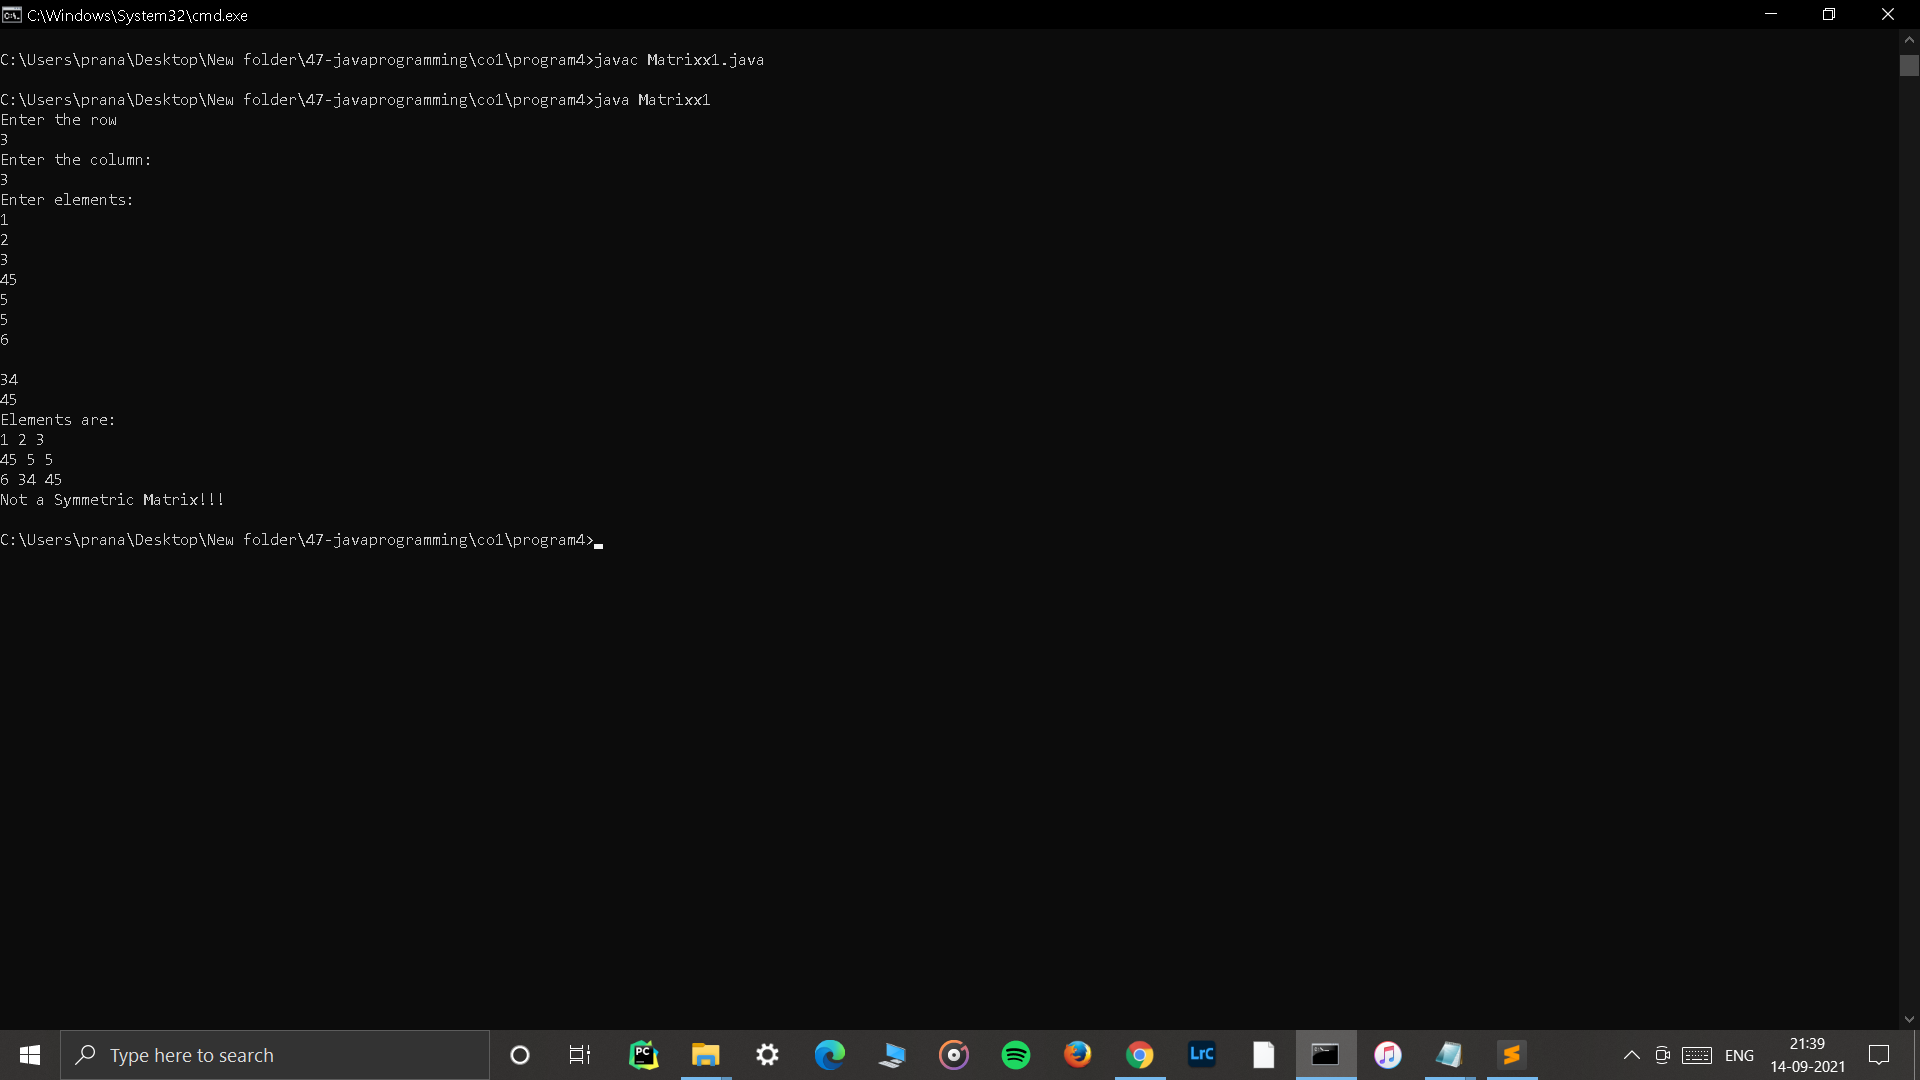 C:\Windows\System32\cmd.exe
C:\Users\prana\Desktop\New folder\47-javaprogramming\co1\program4>javac Matrixx1.java
C:\Users\prana\Desktop\New folder\47-javaprogramming\co1\program4>java Matrixx1
Enter the row
3
Enter the column:
3
Enter elements:
1
2
3
45
5
5
6
34
45
Elements are:
1 2 3
45 5 5
6 34 45
Not a Symmetric Matrix!!!
C:\Users\prana\Desktop\New folder\47-javaprogramming\co1\program4>
Type here to search
PC
LrC
ENG
21:39
14-09-2021